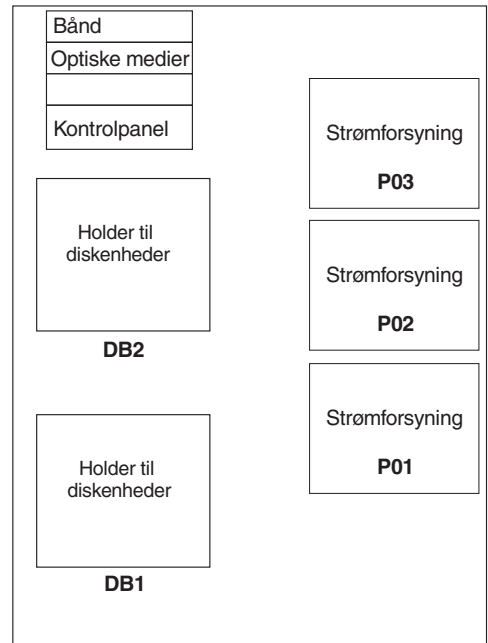 Bånd
Optiske medier
Kontrolpanel
Holder til
diskenheder
DB2
Holder til
diskenheder
DB1
Strømforsyning
P03
Strømforsyning
P02
Strømforsyning
P01